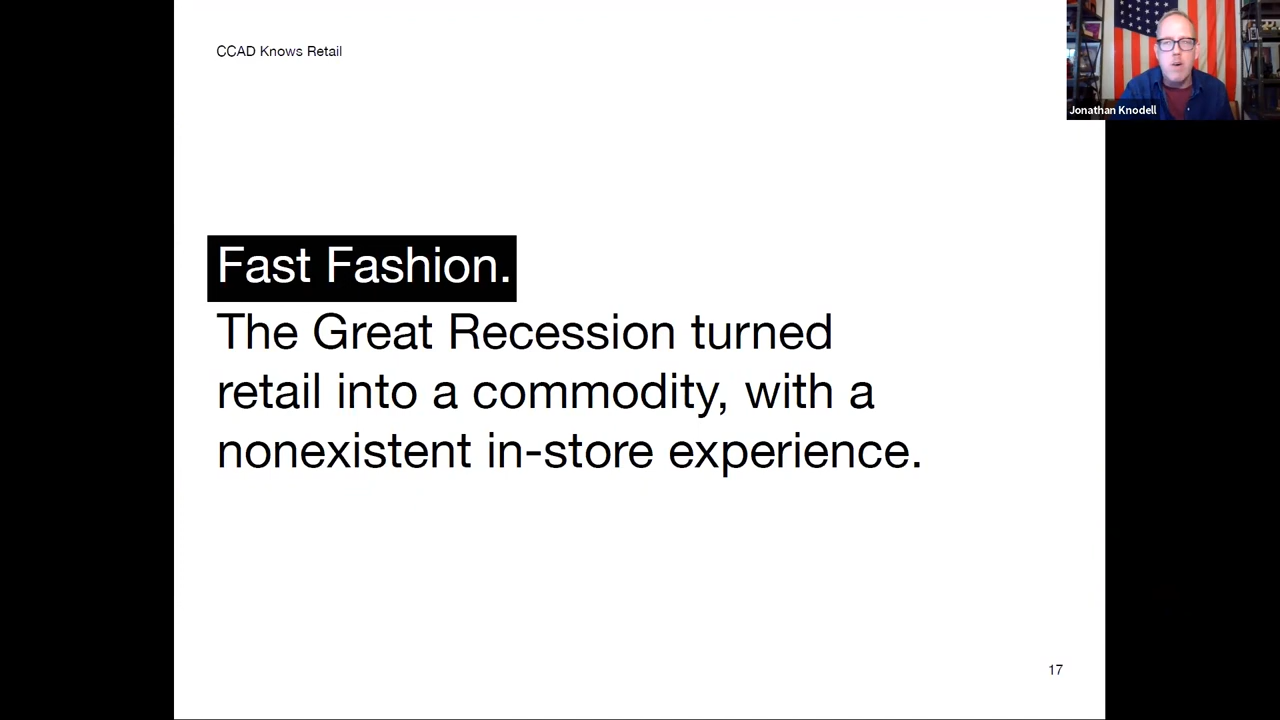 CCAD Knows Retail
Jonathan Knodell
Fast Fashion.
The Great Recession turned
retail into a commodity, with a
nonexistent in-store experience.
17